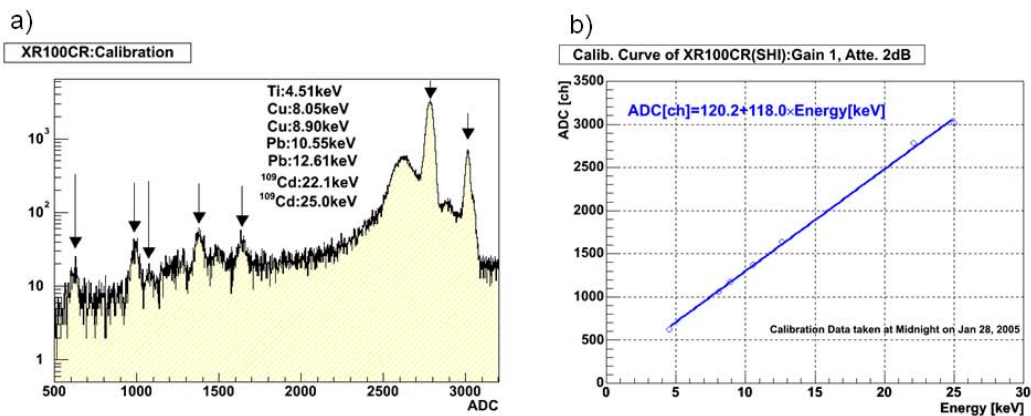 a)
XR100CR:Calibration
Ti:4.51keV
Cu:8.05keV
Cu:8.90keV
Pb:10.55keV
Pb:12.61keV
¹⁰⁹Cd:22.1keV
¹⁰⁹Cd:25.0keV
10³
10²
10
1
500 1000 1500 2000 2500 3000
ADC
b)
Calib. Curve of XR100CR(SHI):Gain 1, Atte. 2dB
ADC [ch]
ADC[ch]=120.2+118.0×Energy[keV]
3500
3000
2500
2000
1500
1000
500
0
Calibration Data taken at Midnight on Jan 28, 2005
0 5 10 15 20 25 30
Energy [keV]